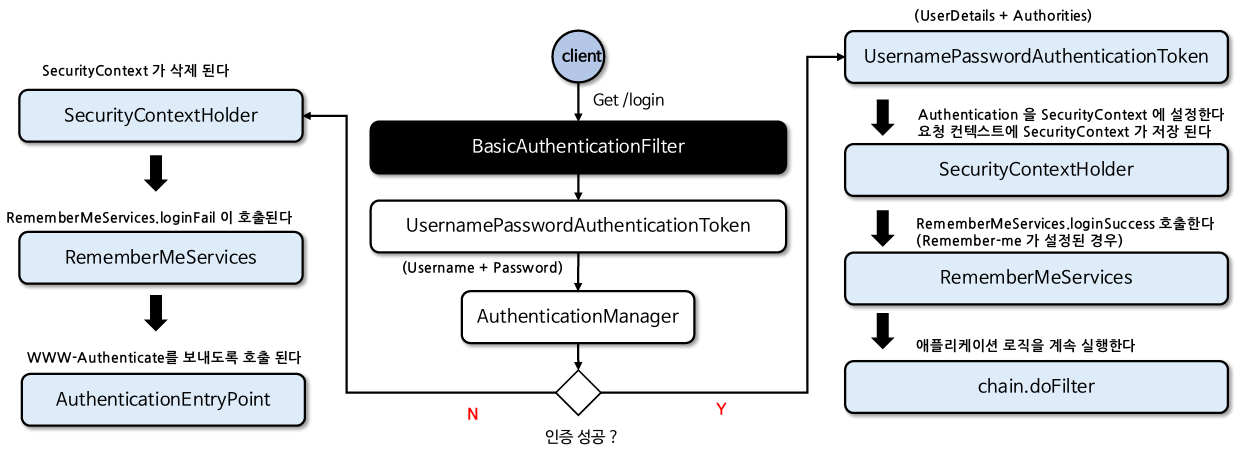 client
Get /login
BasicAuthenticationFilter
UsernamePasswordAuthenticationToken
(Username + Password)
AuthenticationManager
인증 성공 ?
N
Y
SecurityContext 가 삭제 된다
SecurityContextHolder
RememberMeServices.loginFail 이 호출된다
RememberMeServices
WWW-Authenticate를 보내도록 호출 된다
AuthenticationEntryPoint
(UserDetails + Authorities)
UsernamePasswordAuthenticationToken
Authentication 을 SecurityContext 에 설정한다
요청 컨텍스트에 SecurityContext 가 저장 된다
SecurityContextHolder
RememberMeServices.loginSuccess 호출한다
(Remember-me 가 설정된 경우)
RememberMeServices
애플리케이션 로직을 계속 실행한다
chain.doFilter